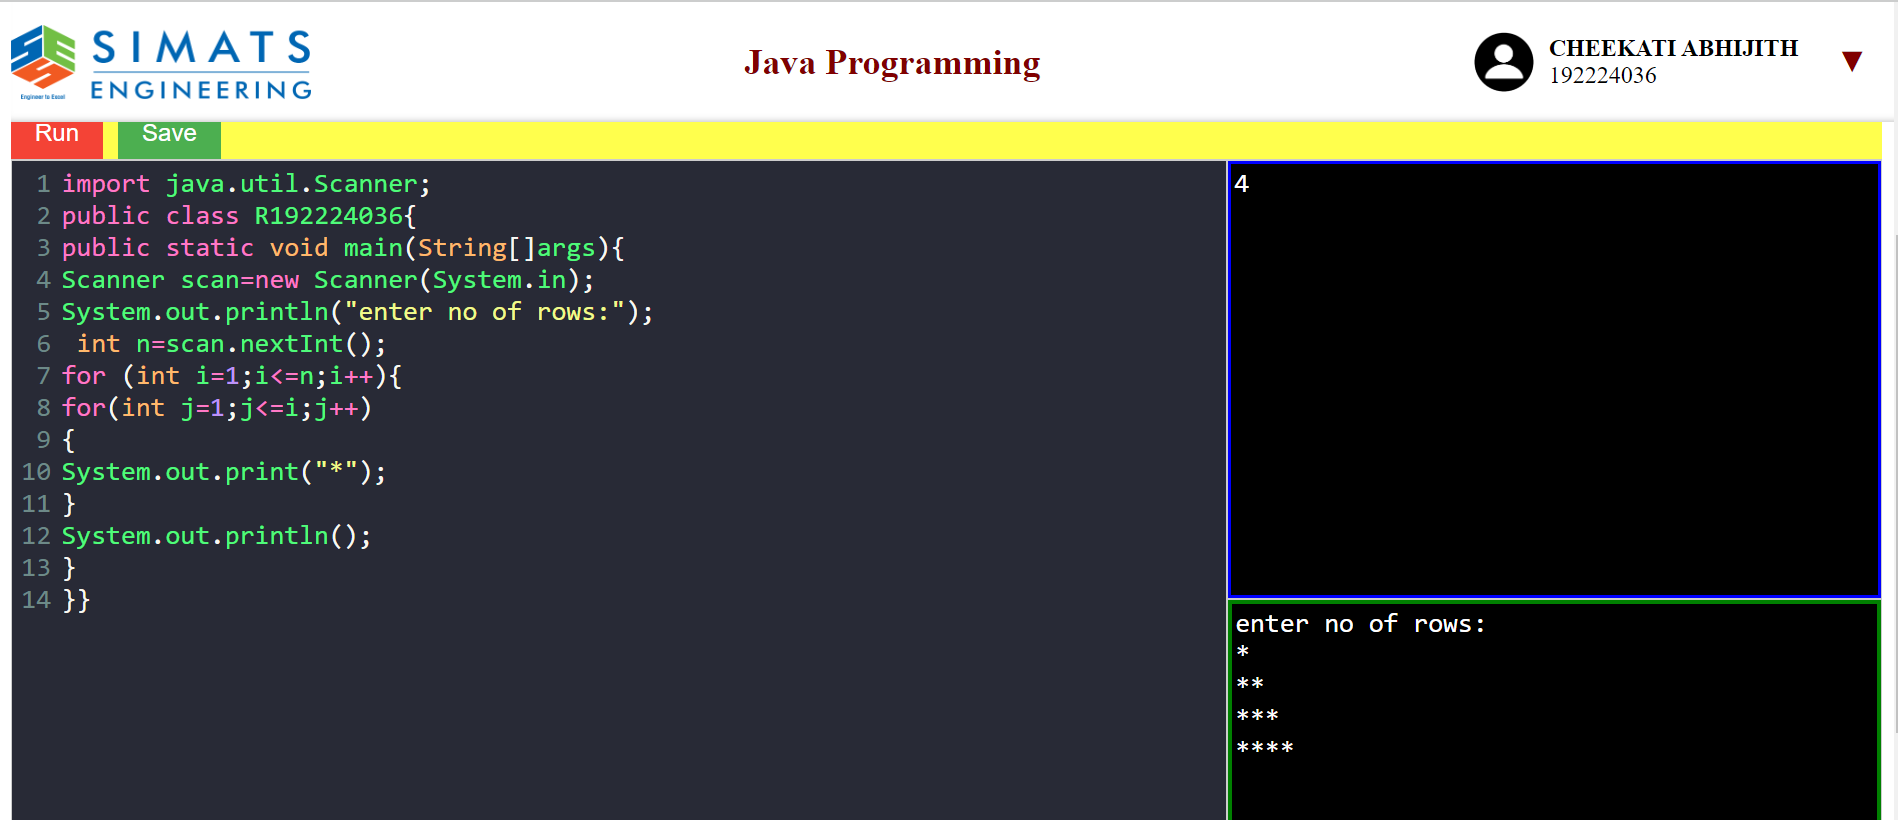 SIMATS
ENGINEERING
Engineer to Excel
Java Programming
CHEEKATI ABHIJITH
192224036
Run Save
1 import java.util.Scanner;
2 public class R192224036{
3 public static void main(String[]args){
4 Scanner scan=new Scanner(System.in);
5 System.out.println("enter no of rows:");
6  int n=scan.nextInt();
7 for (int i=1;i<=n;i++){
8 for(int j=1;j<=i;j++)
9 {
10 System.out.print("*");
11 }
12 System.out.println();
13 }
14 }}
4
enter no of rows:
*
**
***
****